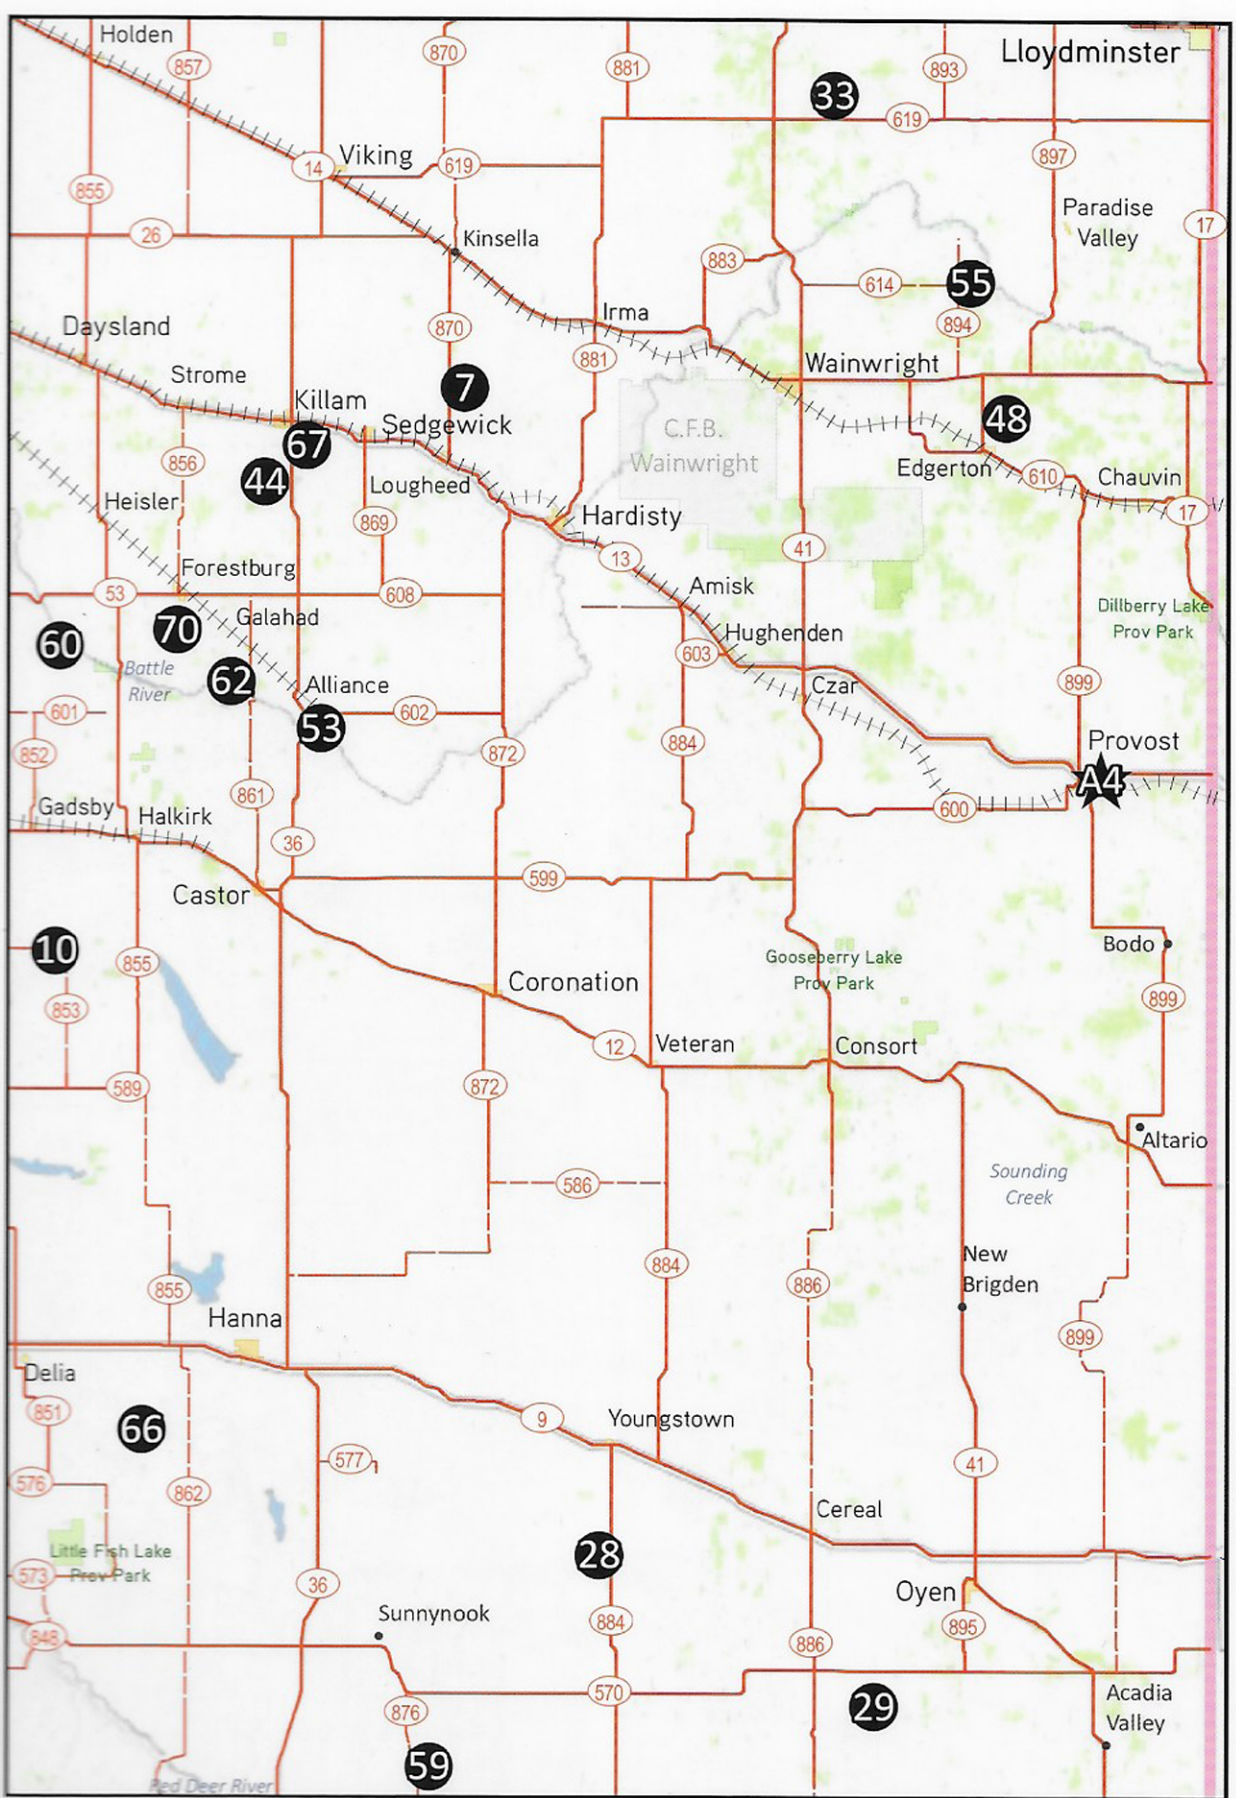 Holden
857
870
881
893
Lloydminster
33
619
14
Viking
619
897
855
Paradise
Valley
26
Kinsella
17
883
614
55
Daysland
870
Irma
894
881
Wainwright
Strome
7
Killam
Sedgewick
67
C.F.B.
Wainwright
48
856
44
Lougheed
Edgerton
610
Chauvin
Heisler
869
Hardisty
17
13
41
Forestburg
53
608
Amisk
Galahad
Dillberry Lake
Prov Park
70
60
Hughenden
603
Battle
River
62
Alliance
Czar
899
601
53
602
852
872
884
Provost
A4
861
600
Gadsby
Halkirk
36
Castor
599
10
855
Bodo
Gooseberry Lake
Prov Park
Coronation
853
899
12
Veteran
Consort
589
872
Altario
586
Sounding
Creek
New
Brigden
855
884
886
Hanna
899
Delia
851
66
9
Youngstown
577
41
576
862
Cereal
Little Fish Lake
Prov Park
28
573
36
Oyen
Sunnynook
884
895
848
886
570
Acadia
Valley
876
29
59
Red Deer River